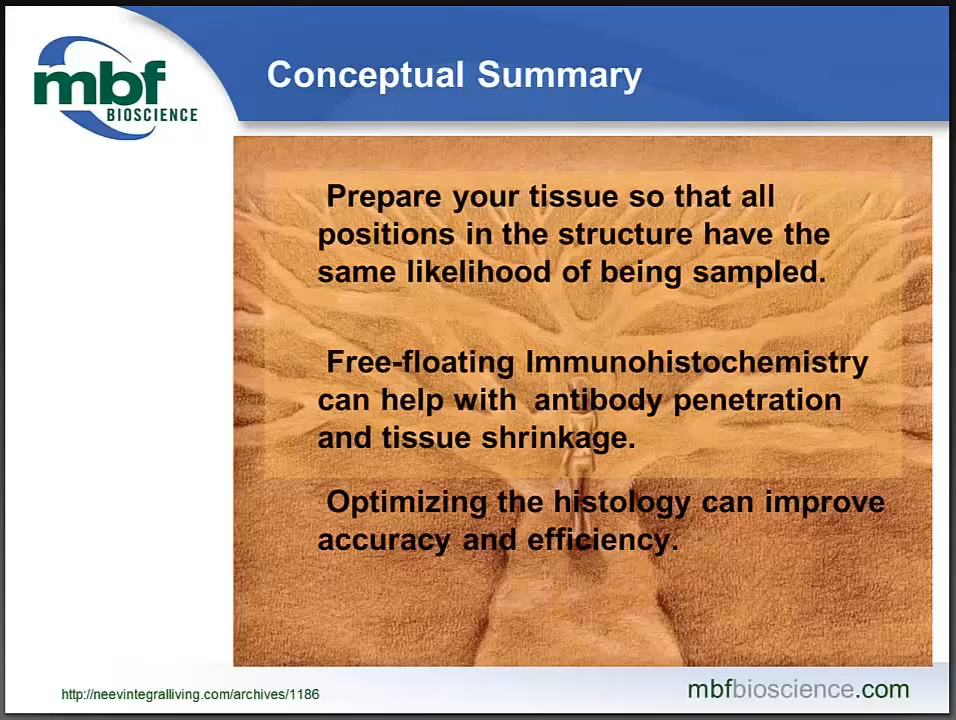 mbf
BIOSCIENCE
Conceptual Summary
Prepare your tissue so that all
positions in the structure have the
same likelihood of being sampled.
Free-floating Immunohistochemistry
can help with antibody penetration
and tissue shrinkage.
Optimizing the histology can improve
accuracy and efficiency.
http://neevintegralliving.com/archives/1186
mbfbioscience.com